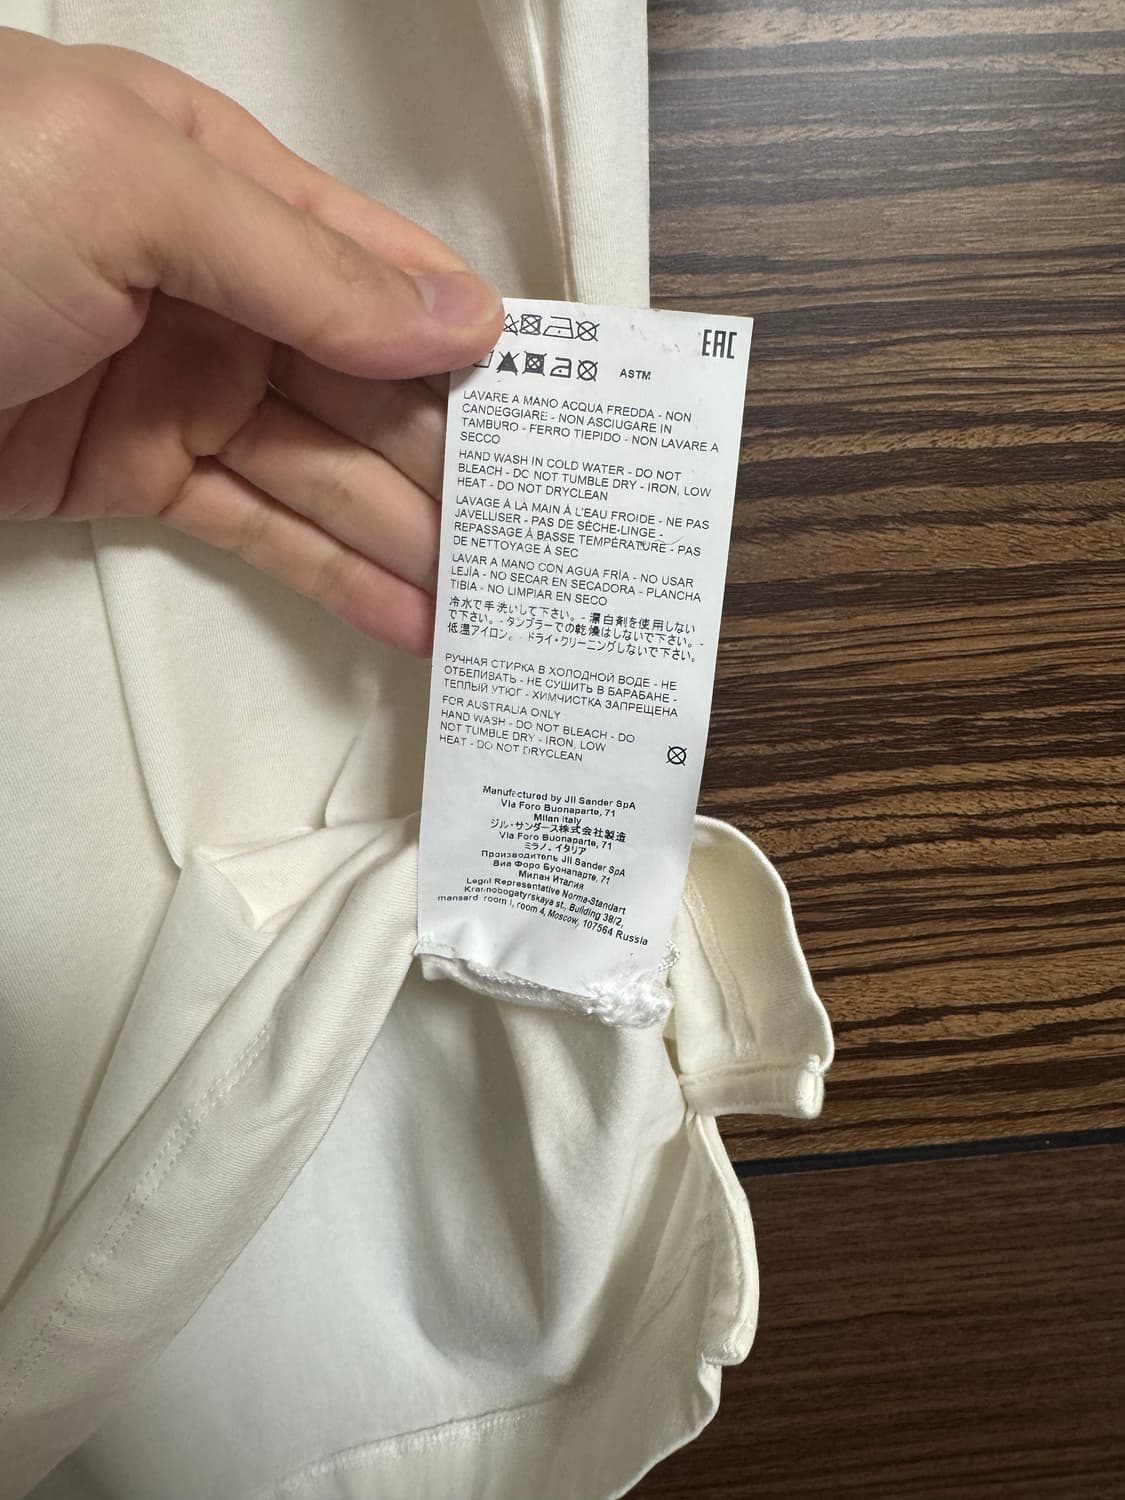 EAC
ASTM
LAVARE A MANO ACQUA FREDDA - NON
CANDEGGIARE - NON ASCIUGARE IN
TAMBURO - FERRO TIEPIDO - NON LAVARE A
SECCO
HAND WASH IN COLD WATER - DO NOT
BLEACH - DO NOT TUMBLE DRY - IRON, LOW
HEAT - DO NOT DRYCLEAN
LAVAGE À LA MAIN À L'EAU FROIDE - NE PAS
JAVELLISER - PAS DE SÈCHE-LINGE -
REPASSAGE À BASSE TEMPÉRATURE - PAS
DE NETTOYAGE À SEC
LAVAR A MANO CON AGUA FRÍA - NO USAR
LEJÍA - NO SECAR EN SECADORA - PLANCHA
TIBIA - NO LIMPIAR EN SECO
冷水で手洗いして下さい。- 漂白剤を使用しない
で下さい。- タンブラーでの乾燥はしないで下さい。-
低温アイロン。- ドライ・クリーニングしないで下さい。
РУЧНАЯ СТИРКА В ХОЛОДНОЙ ВОДЕ - НЕ
ОТБЕЛИВАТЬ - НЕ СУШИТЬ В БАРАБАНЕ -
ТЕПЛЫЙ УТЮГ - ХИМЧИСТКА ЗАПРЕЩЕНА
FOR AUSTRALIA ONLY
HAND WASH - DO NOT BLEACH - DO
NOT TUMBLE DRY - IRON, LOW
HEAT - DO NOT DRYCLEAN
Manufactured by Jil Sander SpA
Via Foro Buonaparte, 71
Milan Italy
ジル・サンダース株式会社製造
Via Foro Buonaparte, 71
ミラノ、イタリア
Производитель Jil Sander SpA
Виа Форо Буонапарте, 71
Милан Италия
Legal Representative Norma-Standart
Krasnobogatyrskaya st., Building 38/2,
mansard room I, room 4, Moscow, 107564 Russia